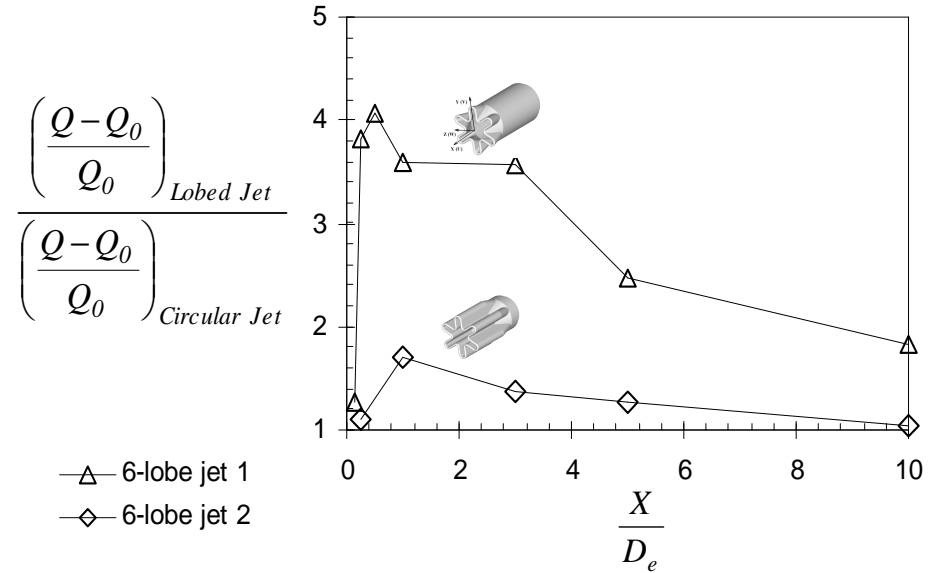 5
4
3
2
1
0 2 4 6 8 10
(Q – Q0 / Q0) Lobed Jet
(Q – Q0 / Q0) Circular Jet
Y (V)
Z (W)
X (U)
X
De
6-lobe jet 1
6-lobe jet 2